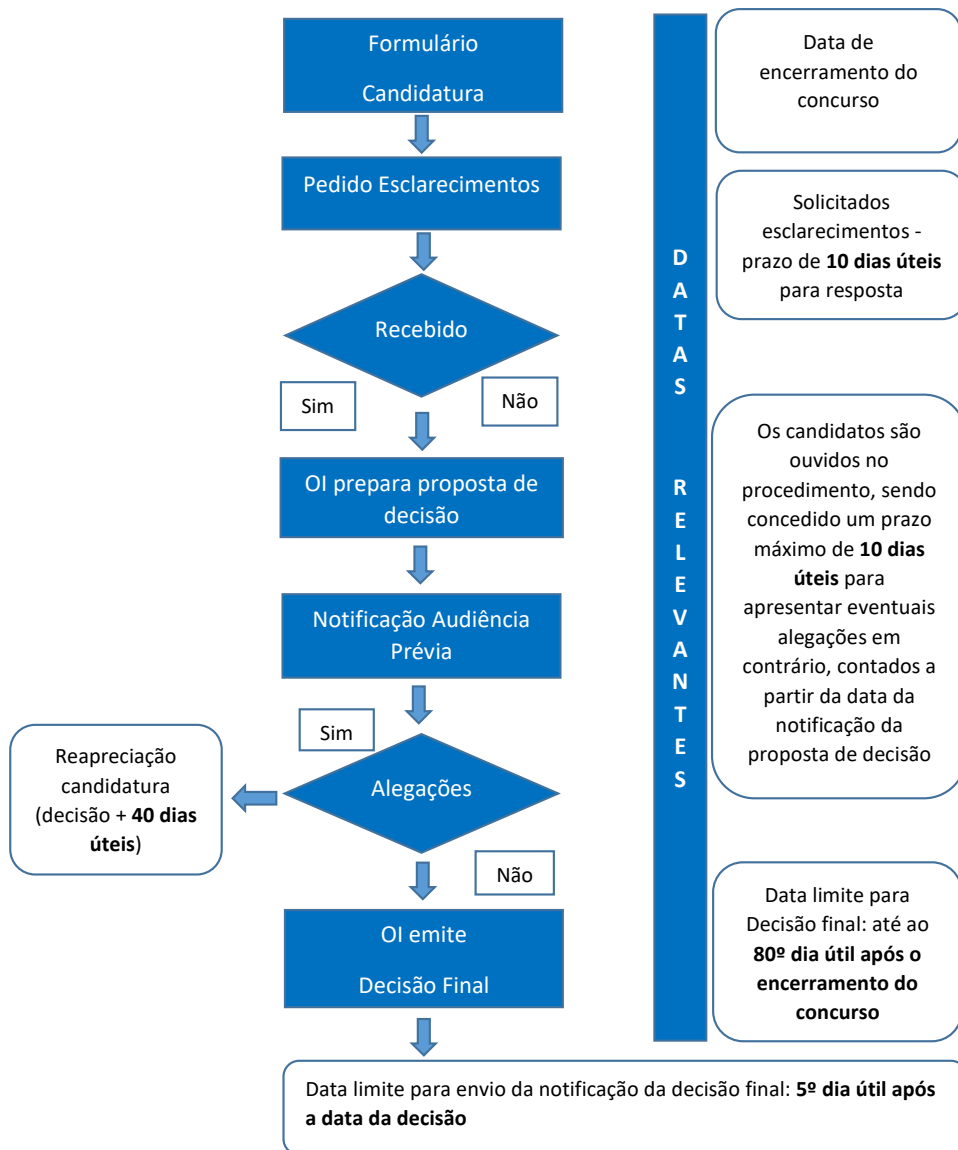 Formulário
Candidatura
Data de
encerramento do
concurso
Pedido Esclarecimentos
Solicitados
esclarecimentos -
prazo de 10 dias úteis
para resposta
Recebido
Sim
Não
OI prepara proposta de
decisão
Notificação Audiência
Prévia
Os candidatos são
ouvidos no
procedimento, sendo
concedido um prazo
máximo de 10 dias
úteis para
apresentar eventuais
alegações em
contrário, contados a
partir da data da
notificação da
proposta de decisão
DATAS RELEVANTES
Sim
Alegações
Reapreciação
candidatura
(decisão + 40 dias
úteis)
Não
OI emite
Decisão Final
Data limite para
Decisão final: até ao
80º dia útil após o
encerramento do
concurso
Data limite para envio da notificação da decisão final: 5º dia útil após
a data da decisão